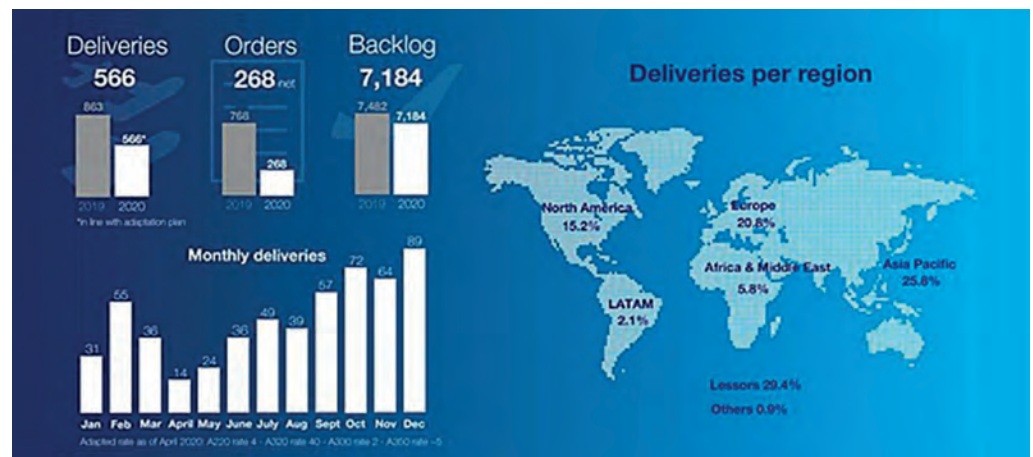 Deliveries
566
863
566*
2019 2020
*in line with adaptation plan
Orders
268 net
768
268
2019 2020
Backlog
7,184
7,482
7,184
2019 2020
Monthly deliveries
31
55
36
14
24
36
49
39
57
72
64
89
Jan Feb Mar April May June July Aug Sept Oct Nov Dec
Adapted rate as of April 2020: A220 rate 4 - A320 rate 40 - A330 rate 2 - A350 rate ~5
Deliveries per region
North America
15.2%
Europe
20.8%
Africa & Middle East
5.8%
Asia Pacific
25.8%
LATAM
2.1%
Lessors 29.4%
Others 0.9%